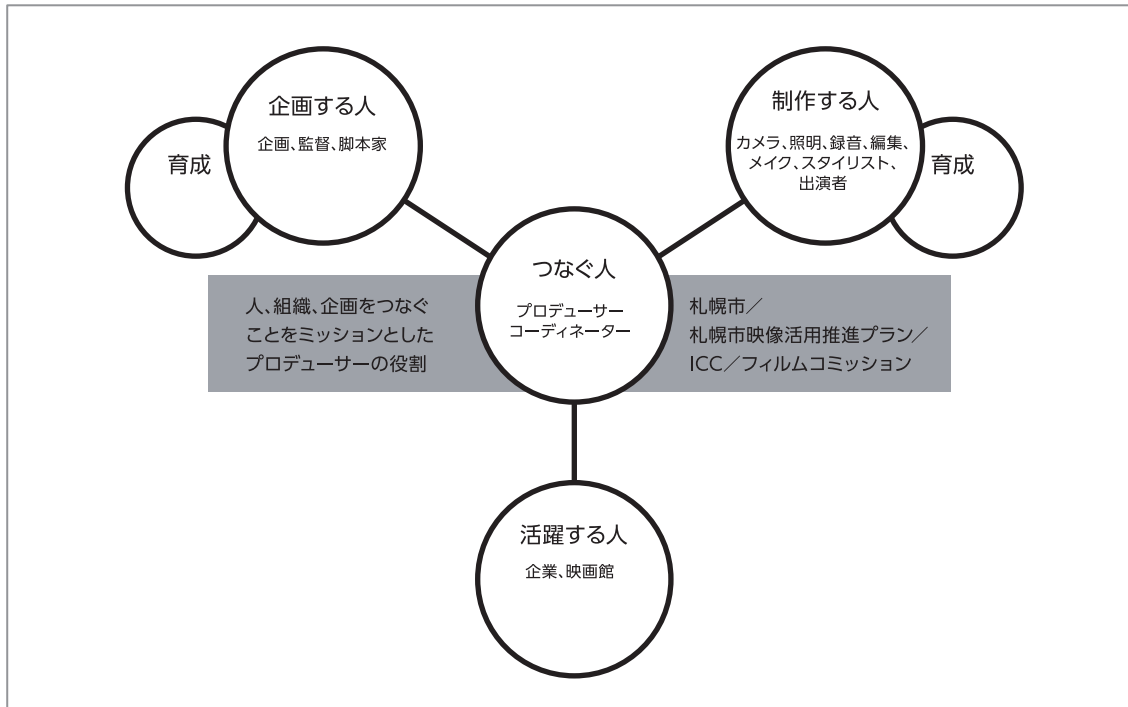 企画する人
企画、監督、脚本家
育成
制作する人
カメラ、照明、録音、編集、
メイク、スタイリスト、
出演者
育成
つなぐ人
プロデューサー
コーディネーター
人、組織、企画をつなぐ
ことをミッションとした
プロデューサーの役割
札幌市／
札幌市映像活用推進プラン／
ICC／フィルムコミッション
活躍する人
企業、映画館